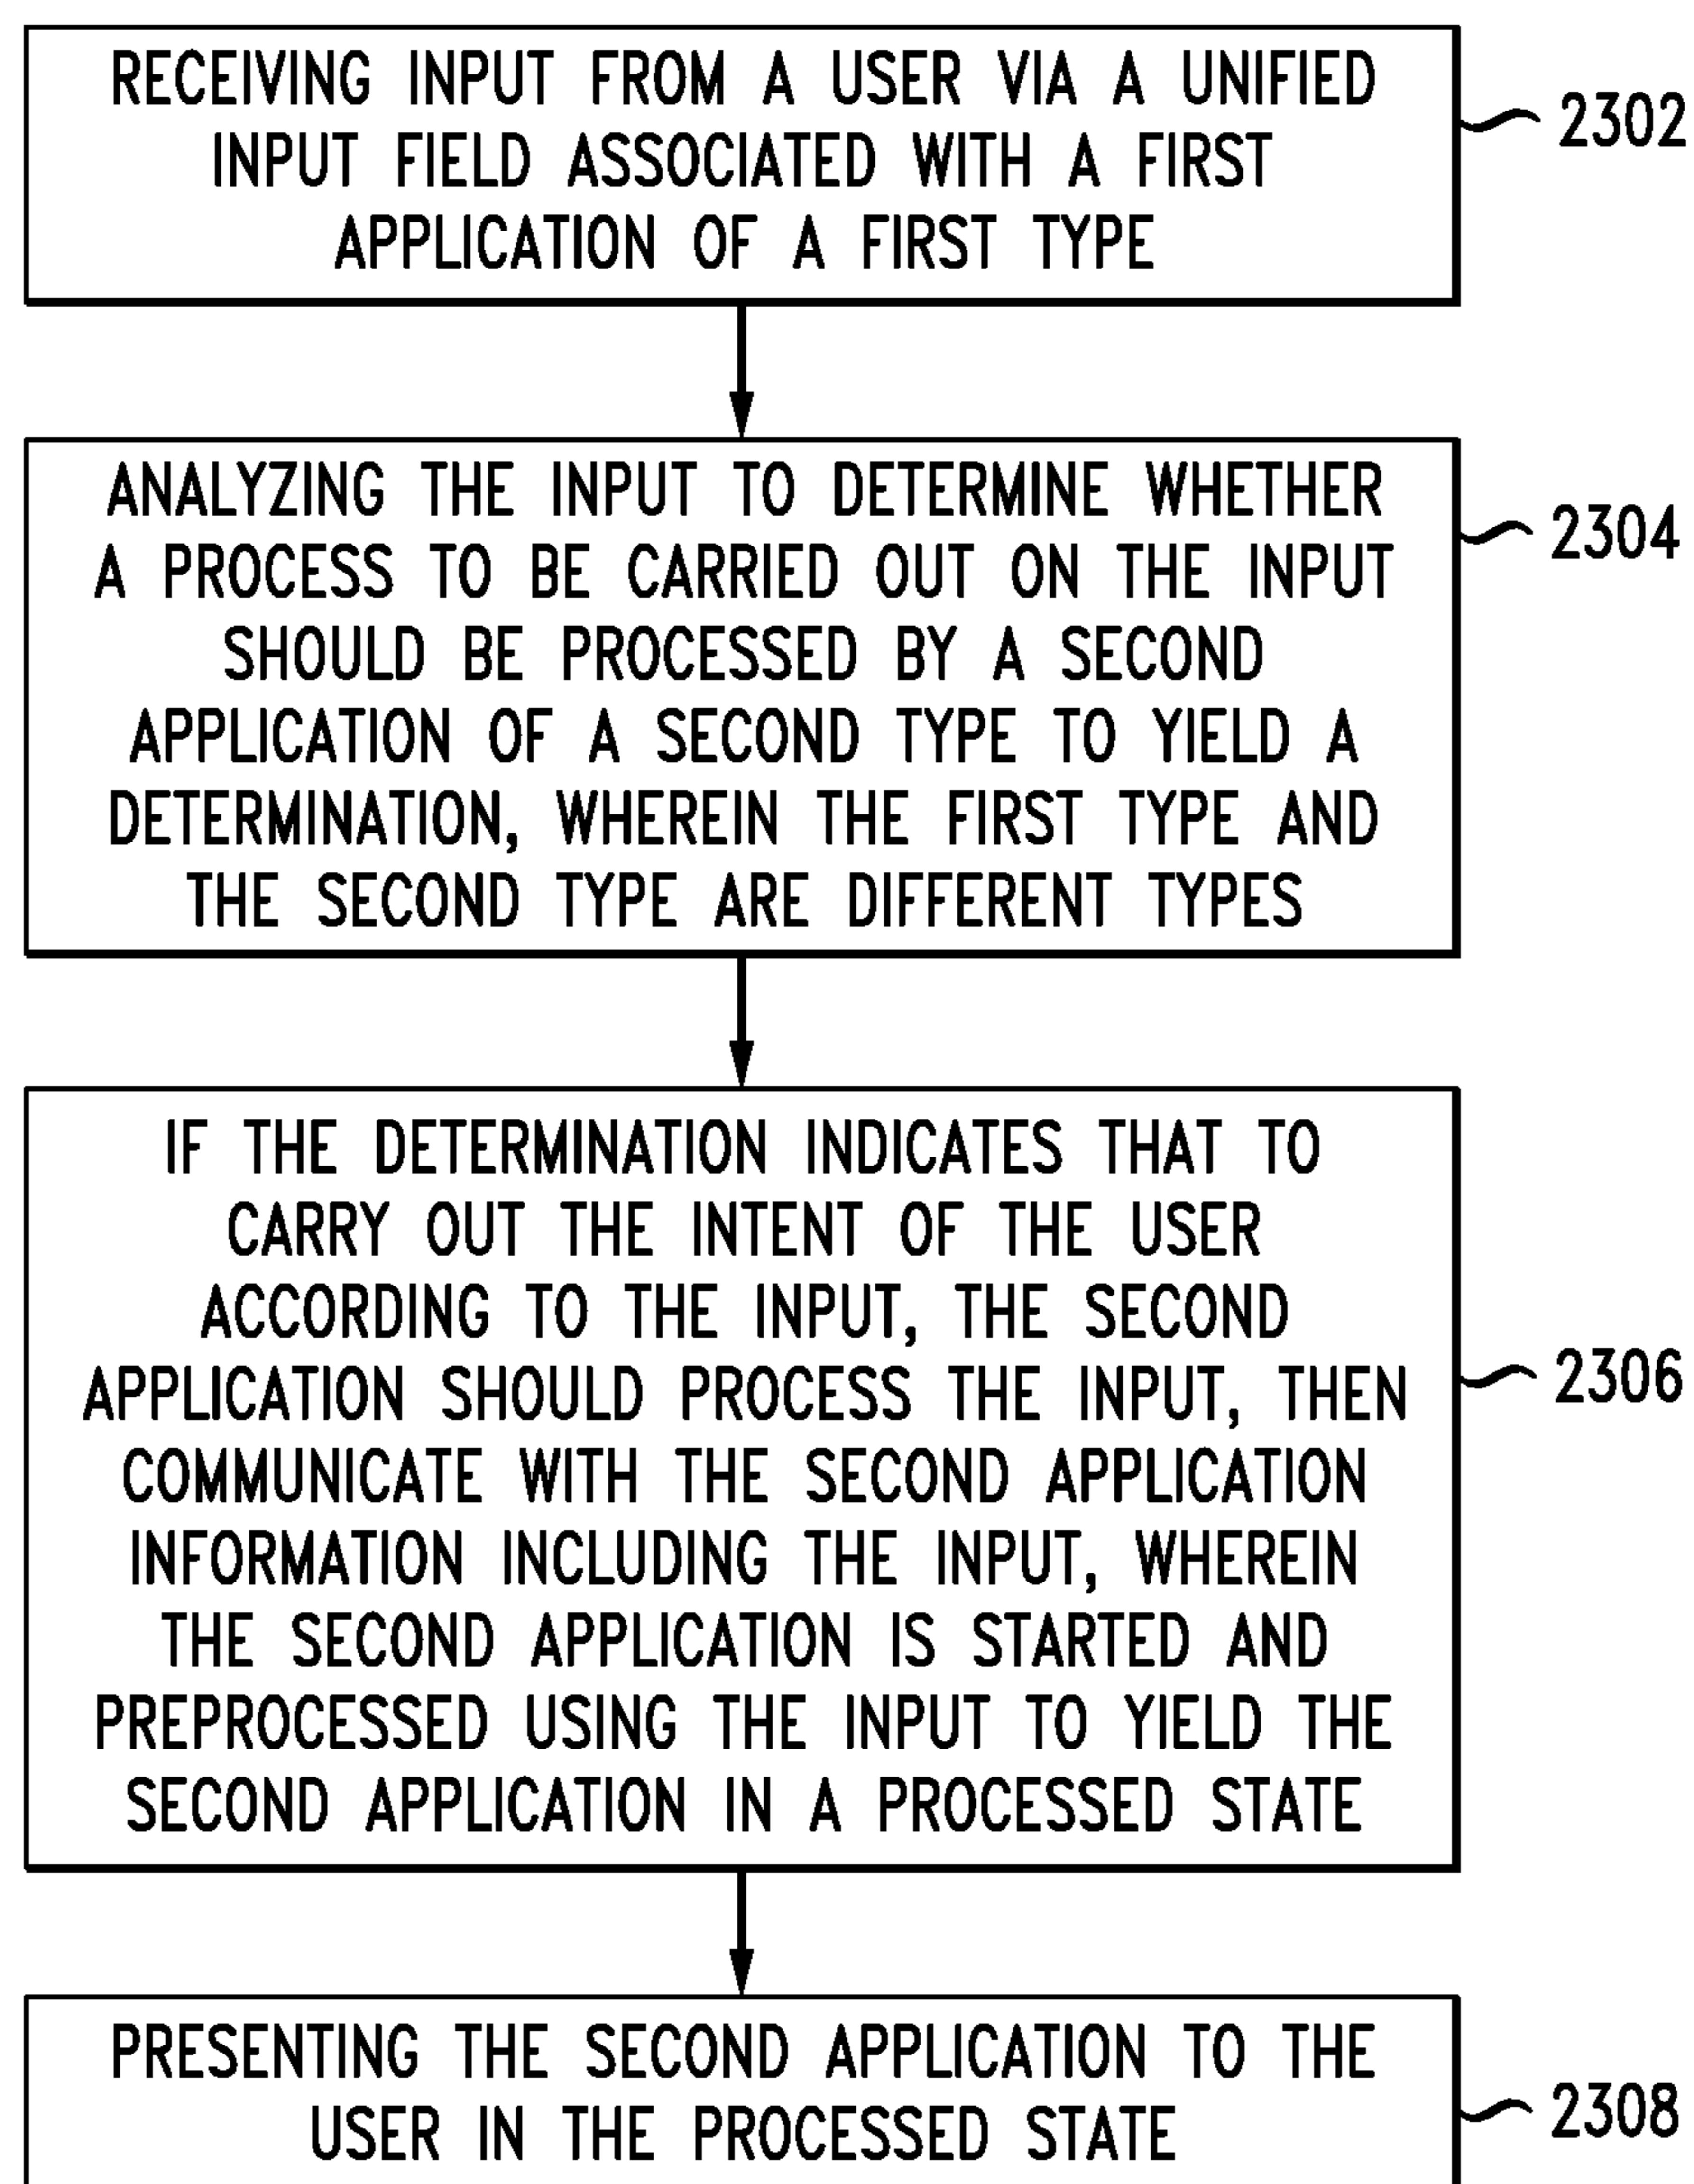 RECEIVING INPUT FROM A USER VIA A UNIFIED
INPUT FIELD ASSOCIATED WITH A FIRST
APPLICATION OF A FIRST TYPE
2302
ANALYZING THE INPUT TO DETERMINE WHETHER
A PROCESS TO BE CARRIED OUT ON THE INPUT
SHOULD BE PROCESSED BY A SECOND
APPLICATION OF A SECOND TYPE TO YIELD A
DETERMINATION, WHEREIN THE FIRST TYPE AND
THE SECOND TYPE ARE DIFFERENT TYPES
2304
IF THE DETERMINATION INDICATES THAT TO
CARRY OUT THE INTENT OF THE USER
ACCORDING TO THE INPUT, THE SECOND
APPLICATION SHOULD PROCESS THE INPUT, THEN
COMMUNICATE WITH THE SECOND APPLICATION
INFORMATION INCLUDING THE INPUT, WHEREIN
THE SECOND APPLICATION IS STARTED AND
PREPROCESSED USING THE INPUT TO YIELD THE
SECOND APPLICATION IN A PROCESSED STATE
2306
PRESENTING THE SECOND APPLICATION TO THE
USER IN THE PROCESSED STATE
2308